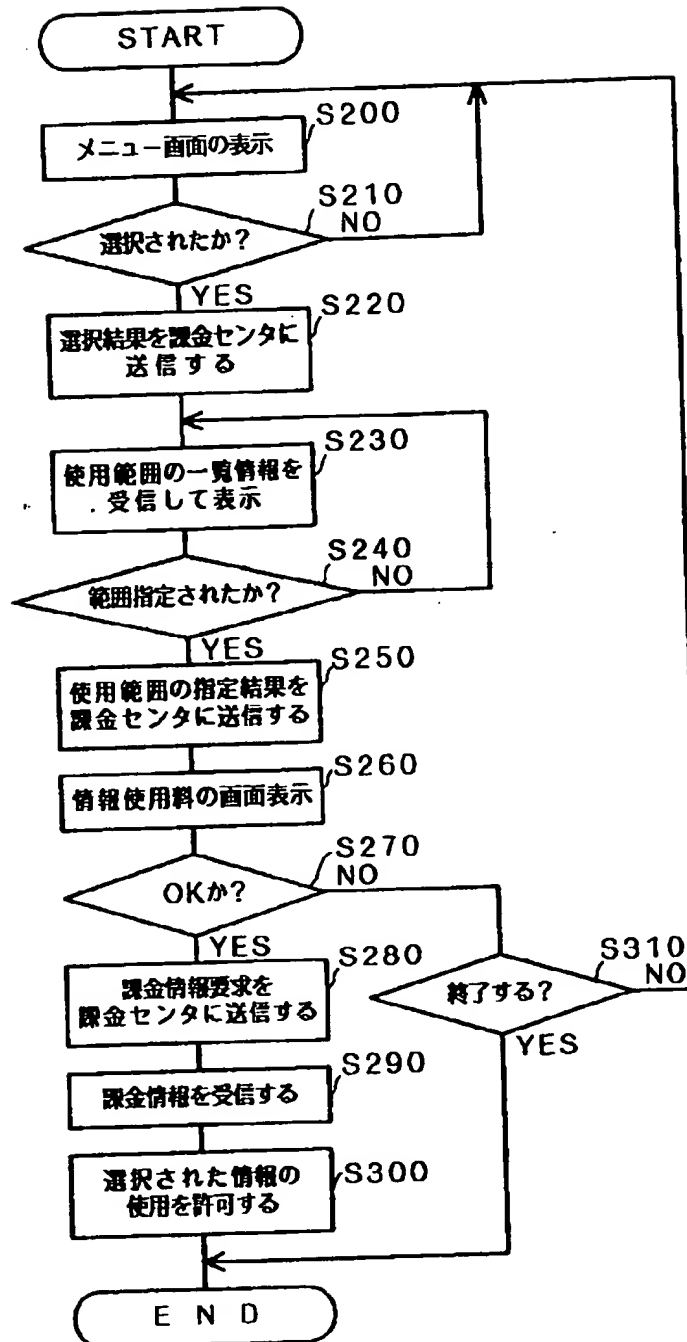 START
S200
メニュー画面の表示
S210
選択されたか?
NO
YES
S220
選択結果を課金センタに
送信する
S230
使用範囲の一覧情報を
受信して表示
S240
範囲指定されたか?
NO
YES
S250
使用範囲の指定結果を
課金センタに送信する
S260
情報使用料の画面表示
S270
OKか?
NO
YES
S280
課金情報要求を
課金センタに送信する
S310
終了する?
NO
YES
S290
課金情報を受信する
S300
選択された情報の
使用を許可する
END